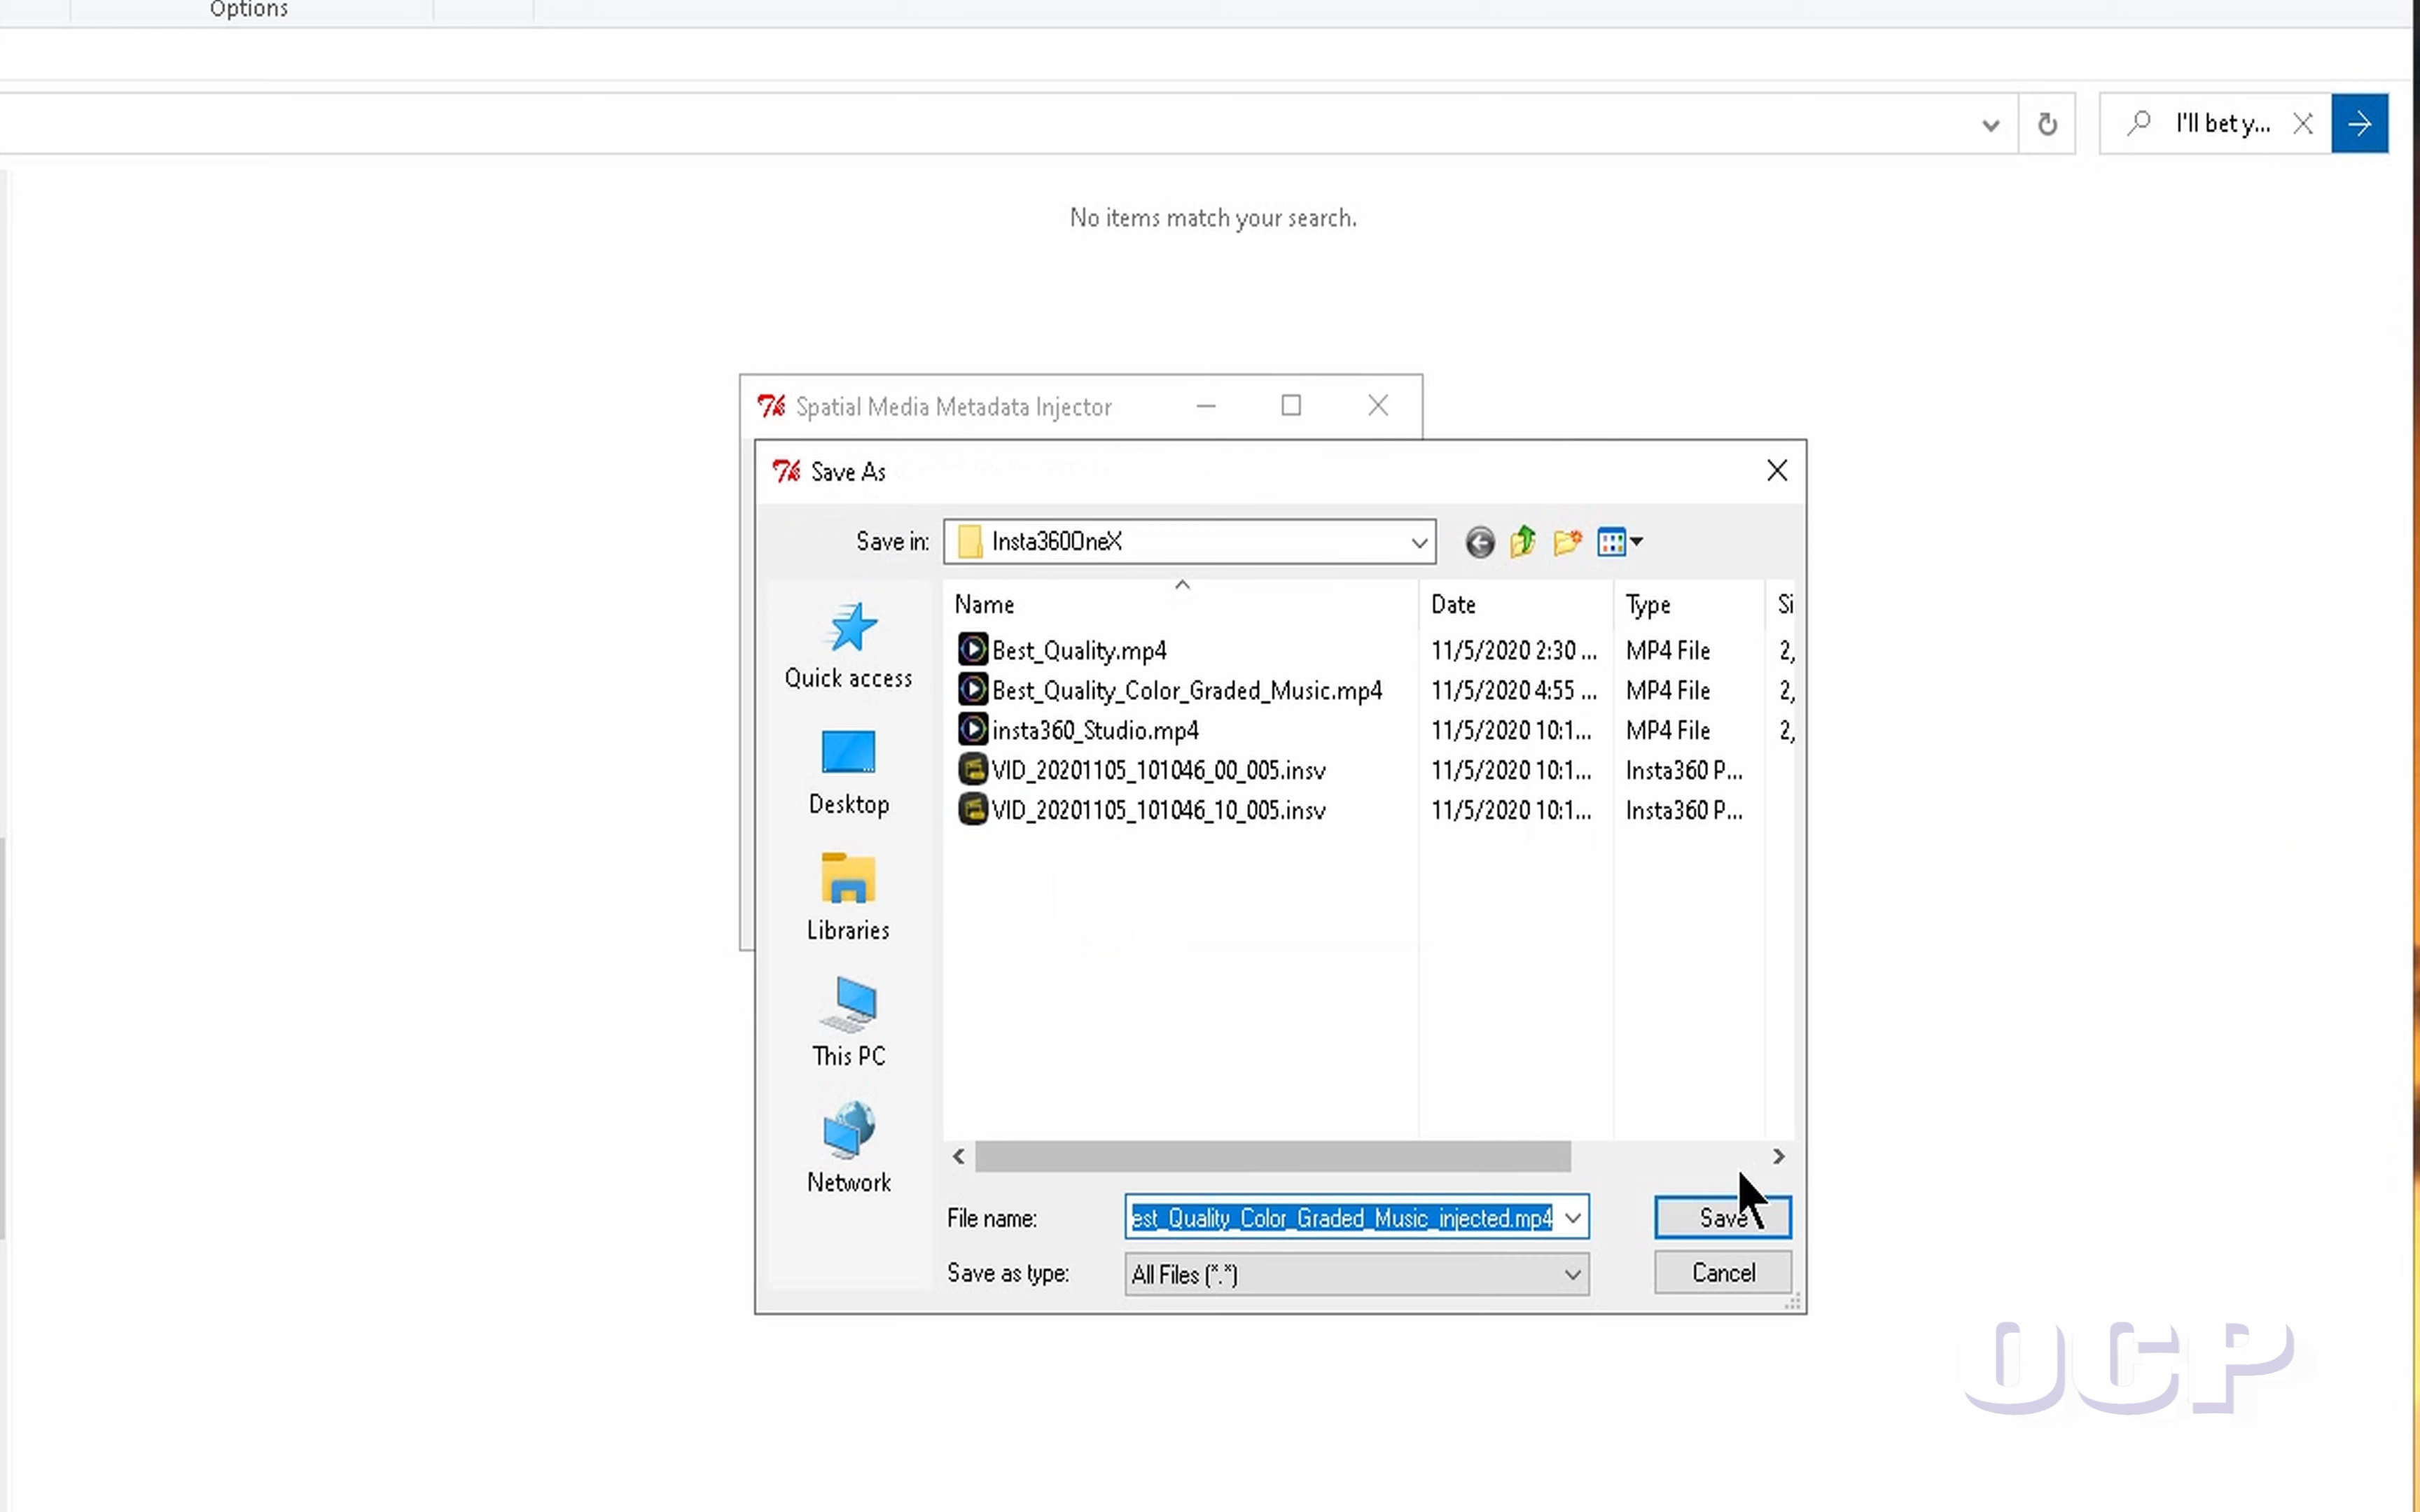 Options
I'll bet y...
No items match your search.
Spatial Media Metadata Injector
Save As
Save in: Insta360OneX
Name Date Type Si
Best_Quality.mp4 11/5/2020 2:30 ... MP4 File 2,
Best_Quality_Color_Graded_Music.mp4 11/5/2020 4:55 ... MP4 File 2,
insta360_Studio.mp4 11/5/2020 10:1... MP4 File 2,
VID_20201105_101046_00_005.insv 11/5/2020 10:1... Insta360 P...
VID_20201105_101046_10_005.insv 11/5/2020 10:1... Insta360 P...
Quick access
Desktop
Libraries
This PC
Network
File name: est_Quality_Color_Graded_Music_injected.mp4 Save
Save as type: All Files (*.*) Cancel
OCP